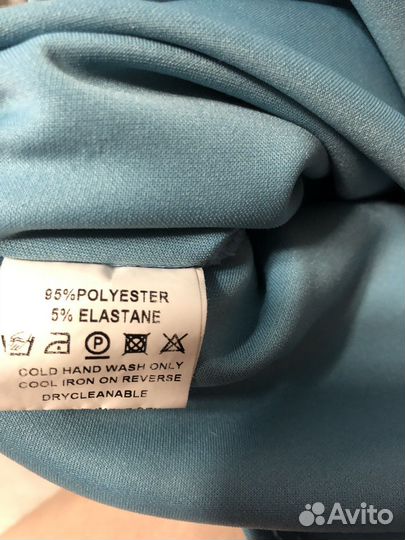 95%POLYESTER
5% ELASTANE
P
COLD HAND WASH ONLY
COOL IRON ON REVERSE
DRYCLEANABLE
Avito